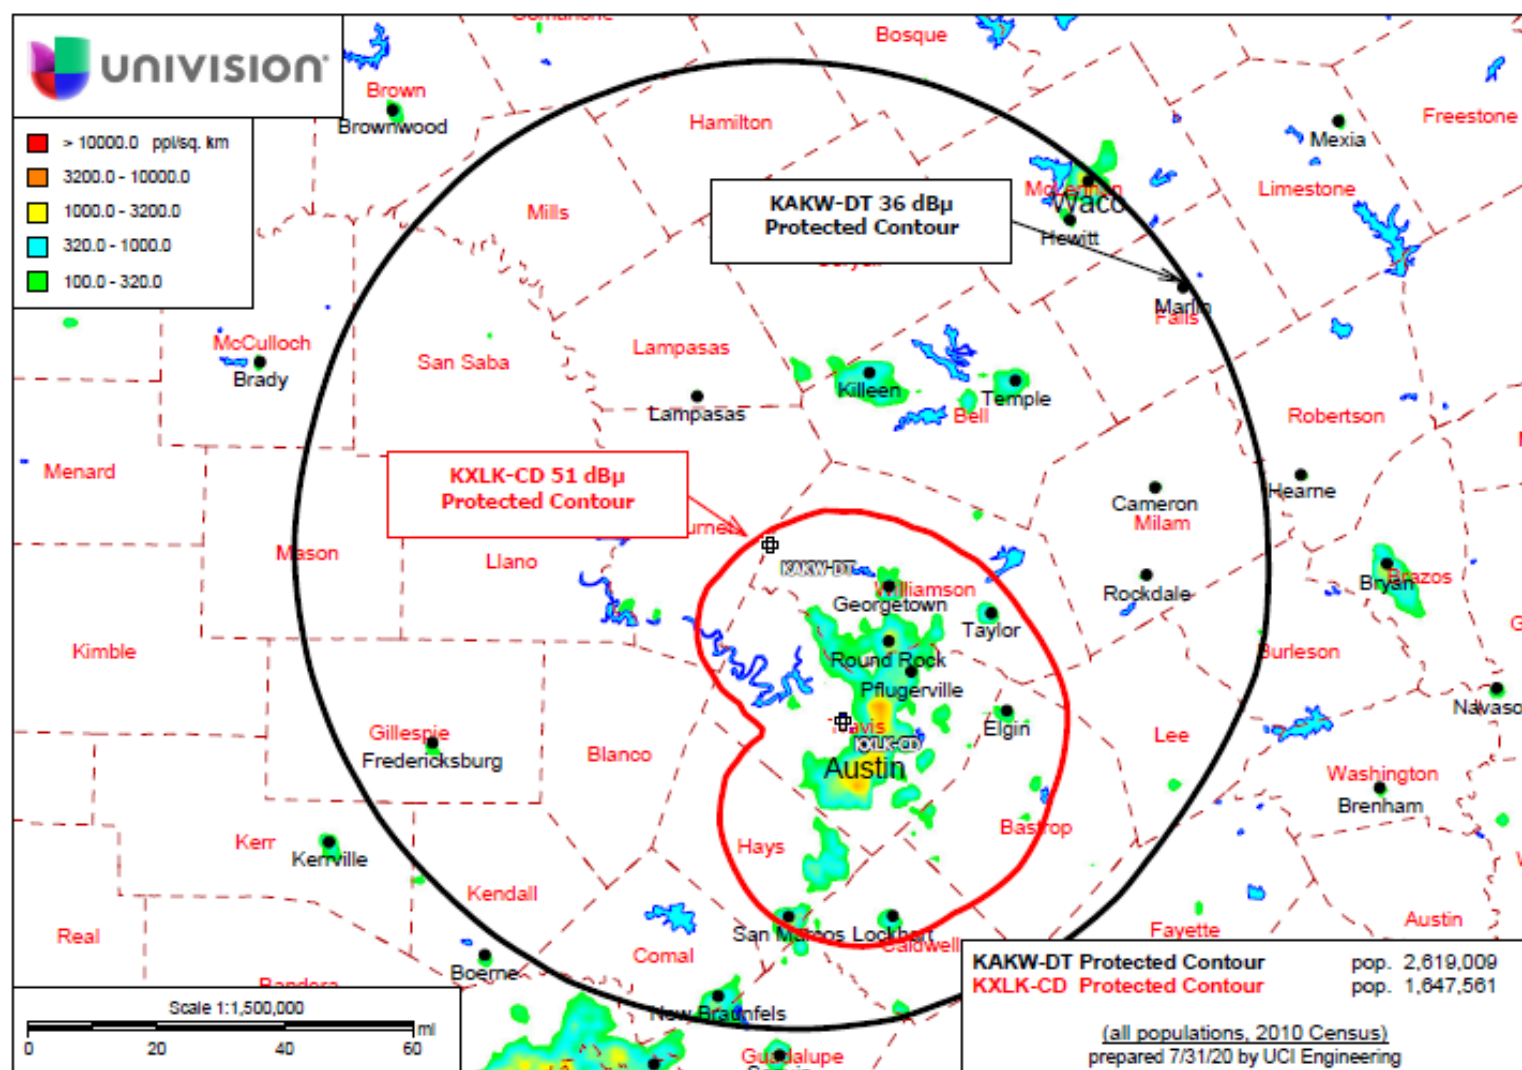 Comanche
Bosque
UNIVISION
Brown
Brownwood
Hamilton
Mexia
Freestone
> 10000.0 ppl/sq. km
3200.0 - 10000.0
1000.0 - 3200.0
320.0 - 1000.0
100.0 - 320.0
Mills
KAKW-DT 36 dBμ
Protected Contour
McLennan
Waco
Hewitt
Limestone
Marlin
Falls
McCulloch
Brady
San Saba
Lampasas
Lampasas
Killeen
Temple
Bell
Robertson
Menard
KXLK-CD 51 dBμ
Protected Contour
Cameron
Milam
Hearne
Mason
Llano
Burnet
KAKW-DT
Williamson
Georgetown
Rockdale
Bryan
Brazos
Taylor
Kimble
Round Rock
Pflugerville
Burleson
Navaso
Gillespie
Fredericksburg
Blanco
Travis
KXLK-CD
Austin
Elgin
Lee
Washington
Brenham
Kerr
Kerrville
Hays
Bastrop
Kendall
Real
Comal
San Marcos
Lockhart
Caldwell
Fayette
Austin
Boerne
Bandera
New Braunfels
Guadalupe
KAKW-DT Protected Contour pop. 2,619,009
KXLK-CD Protected Contour pop. 1,647,561
(all populations, 2010 Census)
prepared 7/31/20 by UCI Engineering
Scale 1:1,500,000
mi
0 20 40 60